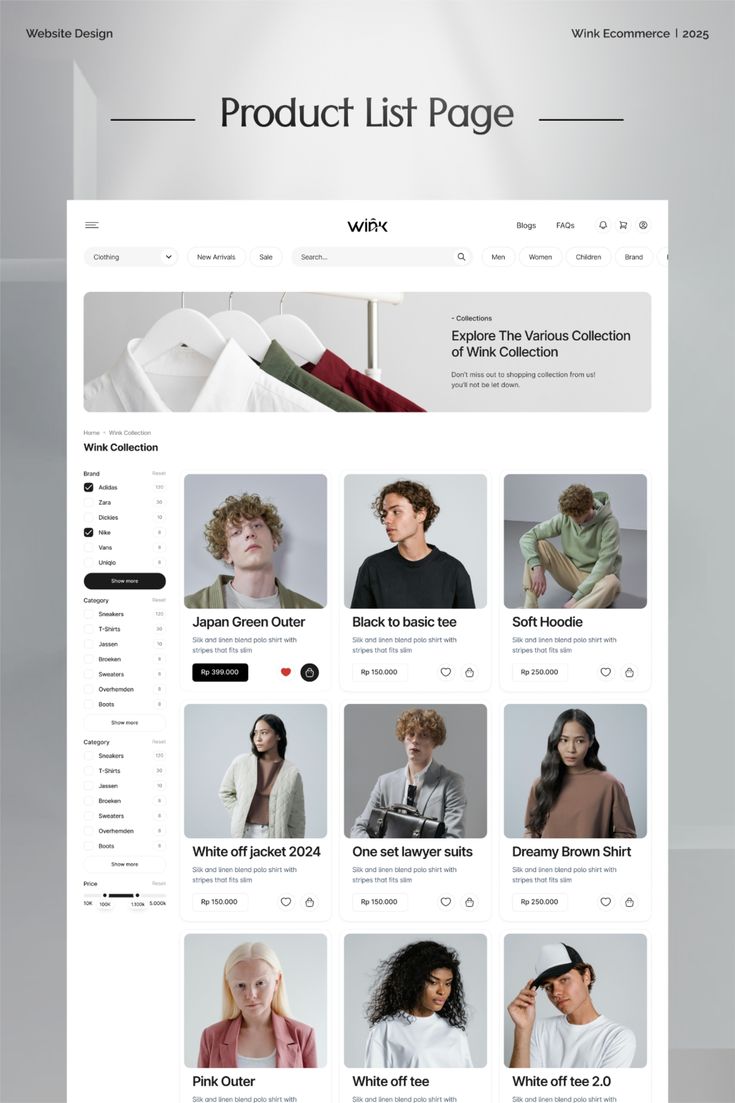 Website Design
Wink Ecommerce | 2025
Product List Page
wink
Blogs
FAQs
Clothing
New Arrivals
Sale
Search...
Men
Women
Children
Brand
- Collections
Explore The Various Collection
of Wink Collection
Don't miss out to shopping collection from us!
you'll not be let down.
Home
Wink Collection
Wink Collection
Brand Reset
Adidas 120
Zara 30
Dickies 10
Nike 8
Vans 8
Uniqlo 8
Show more
Category Reset
Sneakers 120
T-Shirts 30
Jassen 10
Broeken 8
Sweaters 8
Overhemden 8
Boots 8
Show more
Category Reset
Sneakers 120
T-Shirts 30
Jassen 10
Broeken 8
Sweaters 8
Overhemden 8
Boots 8
Show more
Price Reset
10K 100K 1.300k 5.000k
Japan Green Outer
Silk and linen blend polo shirt with
stripes that fits slim
Rp 399.000
Black to basic tee
Silk and linen blend polo shirt with
stripes that fits slim
Rp 150.000
Soft Hoodie
Silk and linen blend polo shirt with
stripes that fits slim
Rp 250.000
White off jacket 2024
Silk and linen blend polo shirt with
stripes that fits slim
Rp 150.000
One set lawyer suits
Silk and linen blend polo shirt with
stripes that fits slim
Rp 150.000
Dreamy Brown Shirt
Silk and linen blend polo shirt with
stripes that fits slim
Rp 250.000
Pink Outer
Silk and linen blend polo shirt with
White off tee
Silk and linen blend polo shirt with
White off tee 2.0
Silk and linen blend polo shirt with